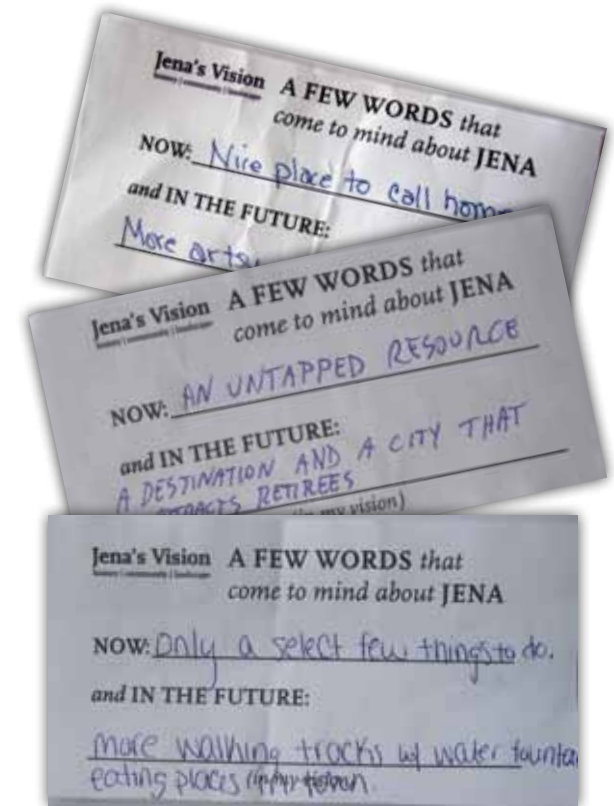 Jena's Vision A FEW WORDS that
come to mind about JENA
NOW: Nice place to call home
and IN THE FUTURE:
More artsy
Jena's Vision A FEW WORDS that
come to mind about JENA
NOW: AN UNTAPPED RESOURCE
and IN THE FUTURE:
A DESTINATION AND A CITY THAT
ATTRACTS RETIREES
my vision)
Jena's Vision A FEW WORDS that
come to mind about JENA
NOW: Only a select few things to do.
and IN THE FUTURE:
more walking tracks w/ water founta
eating places